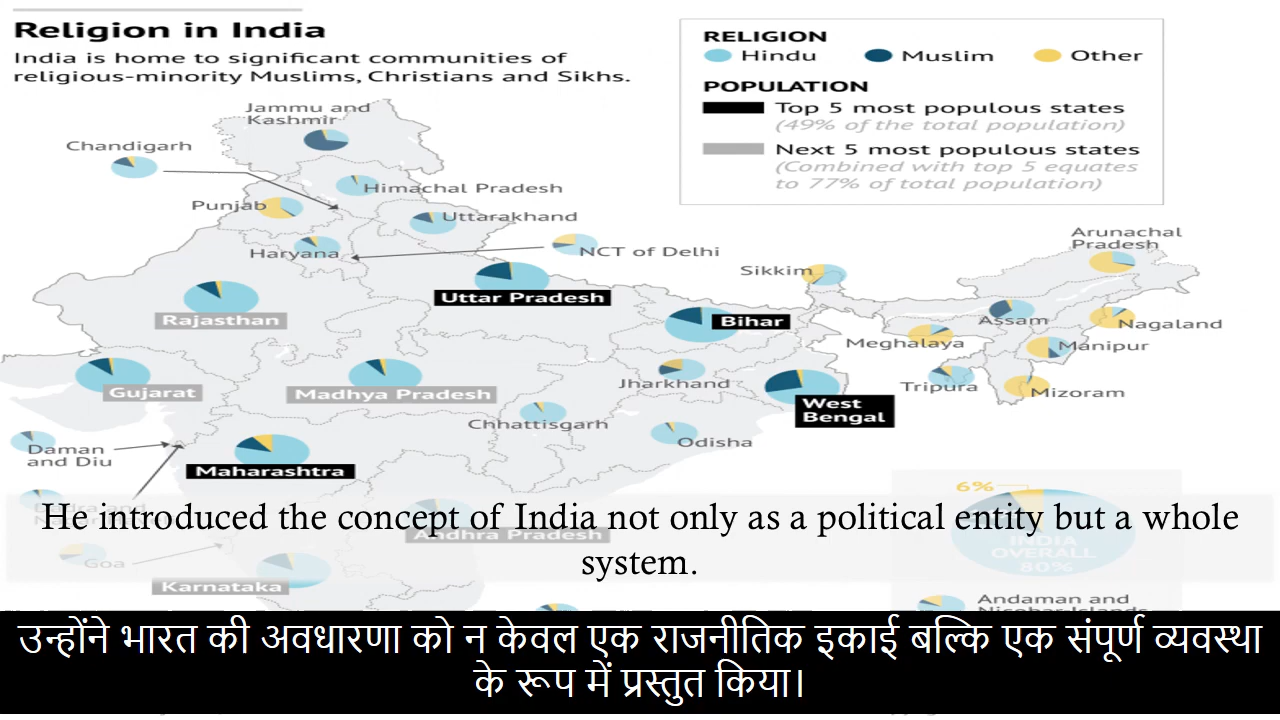 Religion in India
India is home to significant communities of
religious-minority Muslims, Christians and Sikhs.
RELIGION
Hindu
Muslim
Other
POPULATION
Top 5 most populous states
(49% of the total population)
Next 5 most populous states
(Combined with top 5 equates
to 77% of total population)
Jammu and
Kashmir
Chandigarh
Himachal Pradesh
Punjab
Uttarakhand
Haryana
NCT of Delhi
Arunachal
Pradesh
Sikkim
Uttar Pradesh
Rajasthan
Bihar
Assam
Nagaland
Meghalaya
Manipur
Gujarat
Madhya Pradesh
Jharkhand
Tripura
Mizoram
West
Bengal
Chhattisgarh
Odisha
Daman
and Diu
Maharashtra
6%
He introduced the concept of India not only as a political entity but a whole
system.
Andhra Pradesh
INDIA
OVERALL
80%
Goa
Karnataka
Andaman and
Nicobar Islands
उन्होंने भारत की अवधारणा को न केवल एक राजनीतिक इकाई बल्कि एक संपूर्ण व्यवस्था
के रूप में प्रस्तुत किया।